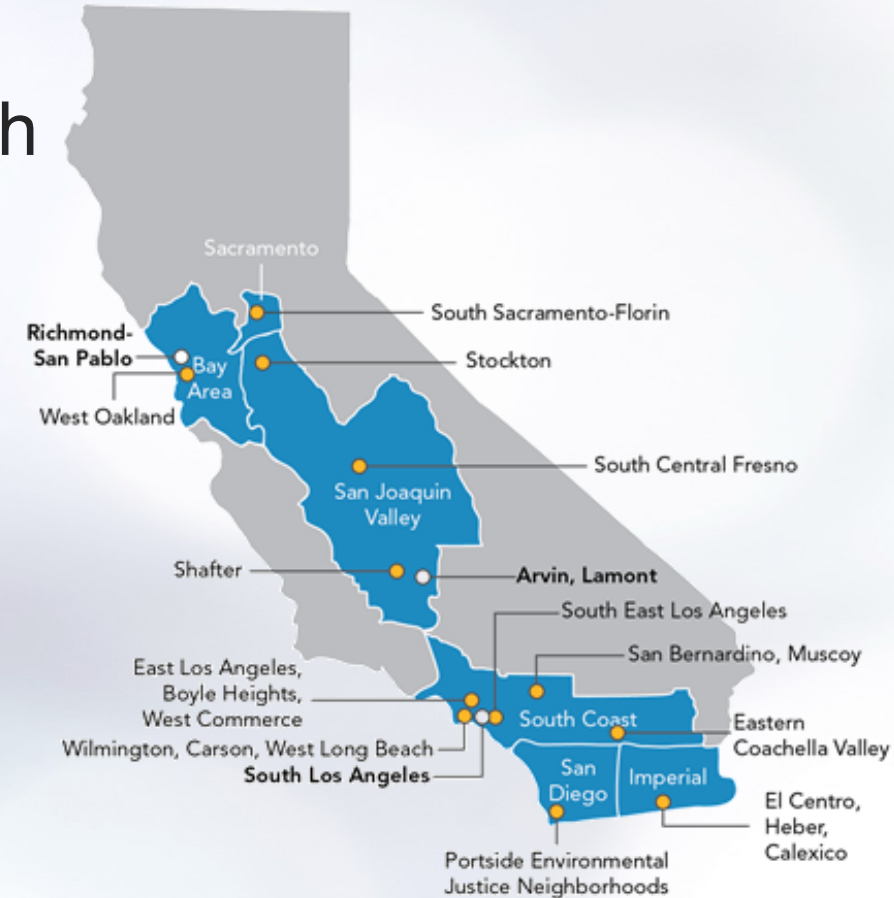 h
Sacramento
South Sacramento-Florin
Richmond-
San Pablo
Bay
Area
Stockton
West Oakland
South Central Fresno
San Joaquin
Valley
Shafter
Arvin, Lamont
South East Los Angeles
San Bernardino, Muscoy
East Los Angeles,
Boyle Heights,
West Commerce
South Coast
Eastern
Coachella Valley
Wilmington, Carson, West Long Beach
South Los Angeles
San
Diego
Imperial
El Centro,
Heber,
Calexico
Portside Environmental
Justice Neighborhoods